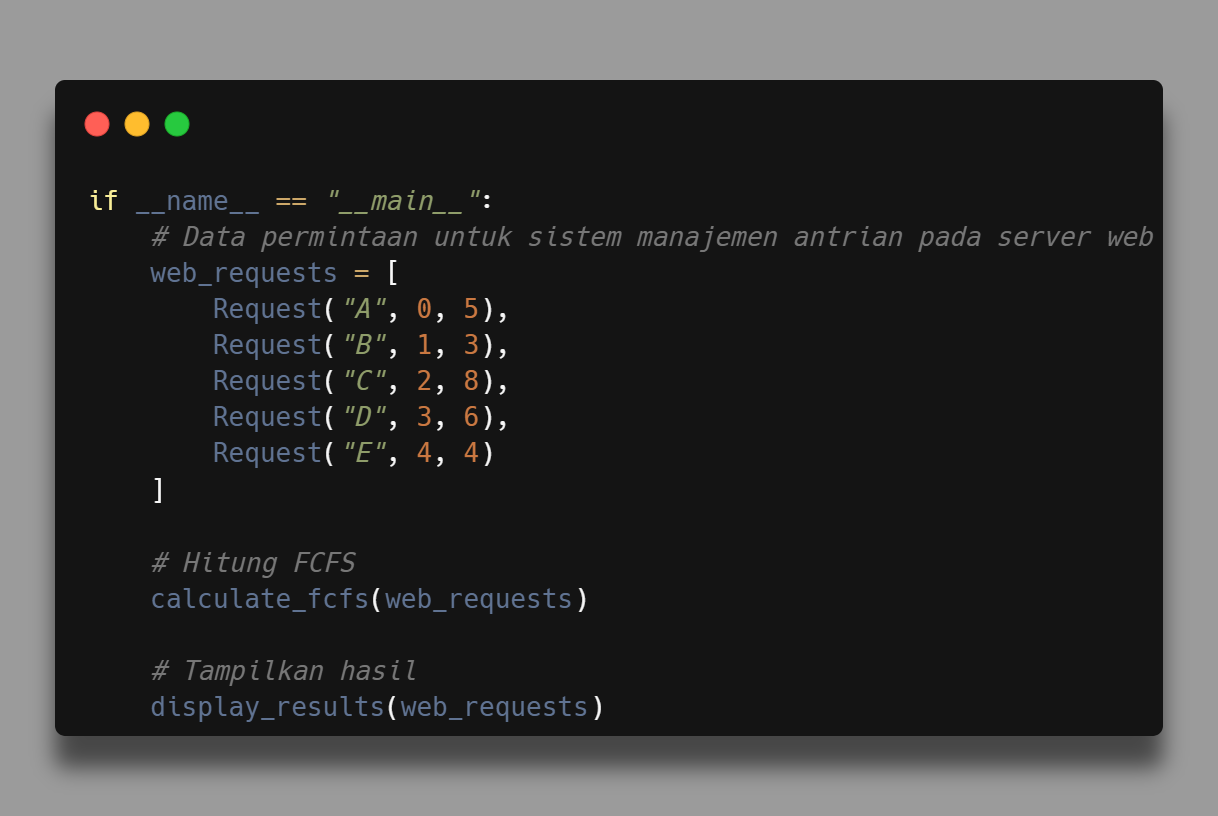 if __name__ == "__main__":
    # Data permintaan untuk sistem manajemen antrian pada server web
    web_requests = [
        Request("A", 0, 5),
        Request("B", 1, 3),
        Request("C", 2, 8),
        Request("D", 3, 6),
        Request("E", 4, 4)
    ]

    # Hitung FCFS
    calculate_fcfs(web_requests)

    # Tampilkan hasil
    display_results(web_requests)